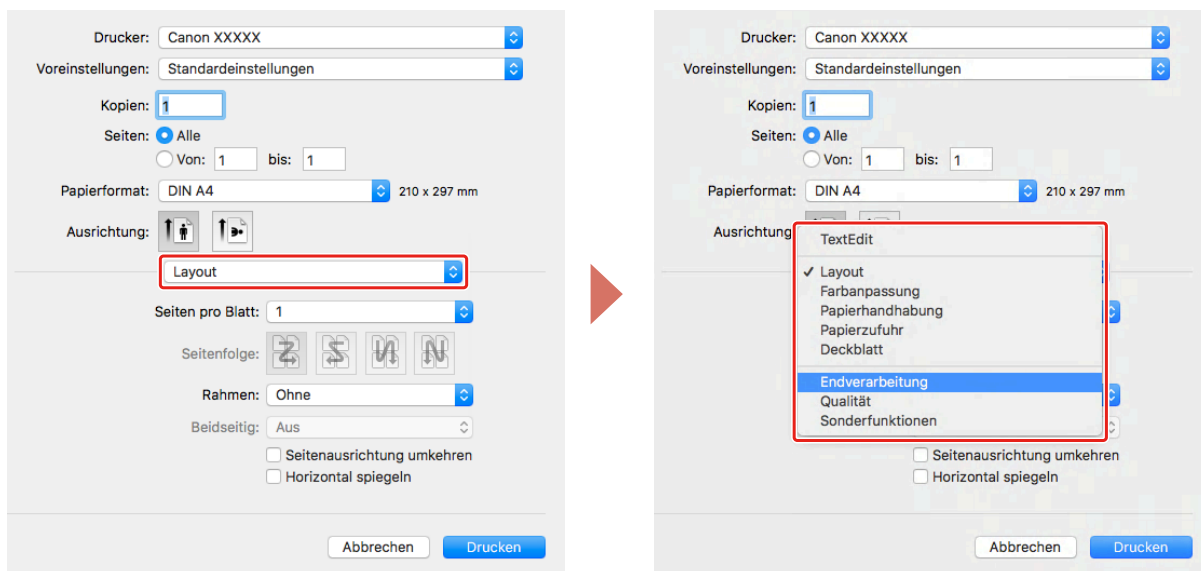 Drucker: Canon XXXXX
Voreinstellungen: Standardeinstellungen
Kopien: 1
Seiten: Alle
Von: 1 bis: 1
Papierformat: DIN A4 210 x 297 mm
Ausrichtung:
Layout
Seiten pro Blatt: 1
Seitenfolge:
Rahmen: Ohne
Beidseitig: Aus
Seitenausrichtung umkehren
Horizontal spiegeln
Abbrechen Drucken
Drucker: Canon XXXXX
Voreinstellungen: Standardeinstellungen
Kopien: 1
Seiten: Alle
Von: 1 bis: 1
Papierformat: DIN A4 210 x 297 mm
Ausrichtung
TextEdit
✓ Layout
Farbanpassung
Papierhandhabung
Papierzufuhr
Deckblatt
Endverarbeitung
Qualität
Sonderfunktionen
Seitenausrichtung umkehren
Horizontal spiegeln
Abbrechen Drucken